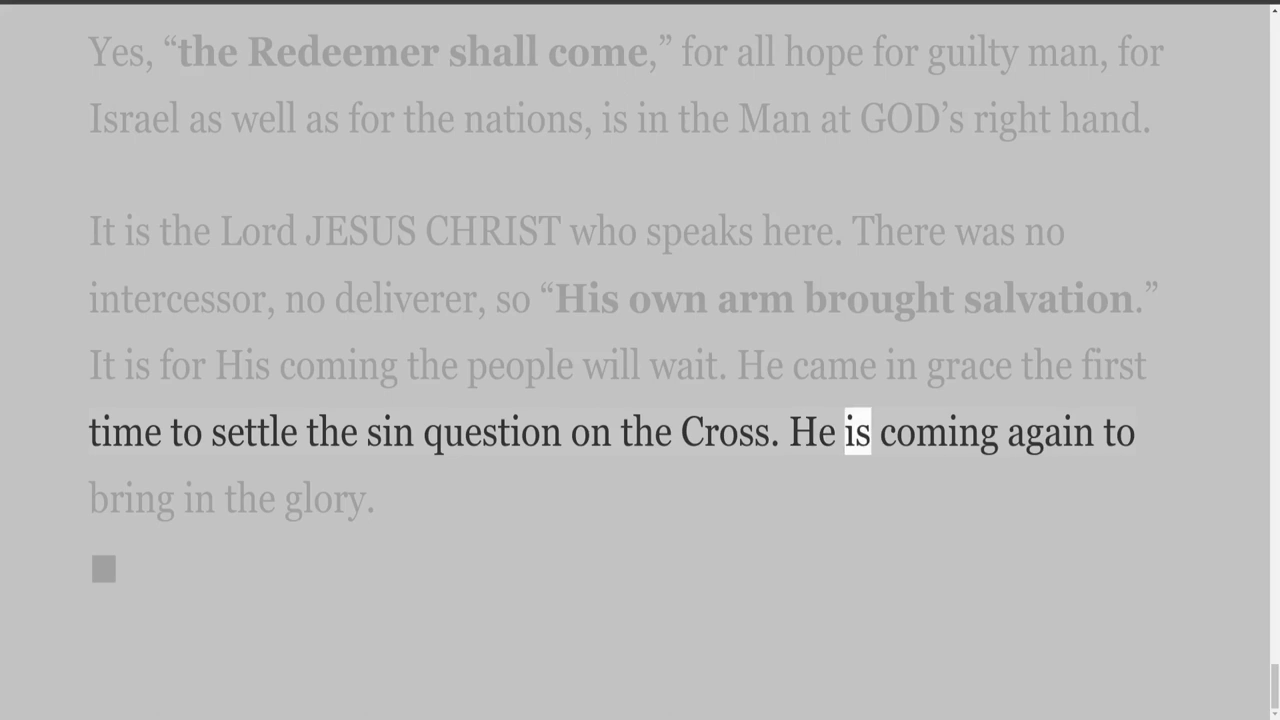 Yes, “the Redeemer shall come,” for all hope for guilty man, for
Israel as well as for the nations, is in the Man at GOD’s right hand.
It is the Lord JESUS CHRIST who speaks here. There was no
intercessor, no deliverer, so “His own arm brought salvation.”
It is for His coming the people will wait. He came in grace the first
time to settle the sin question on the Cross. He is coming again to
bring in the glory.